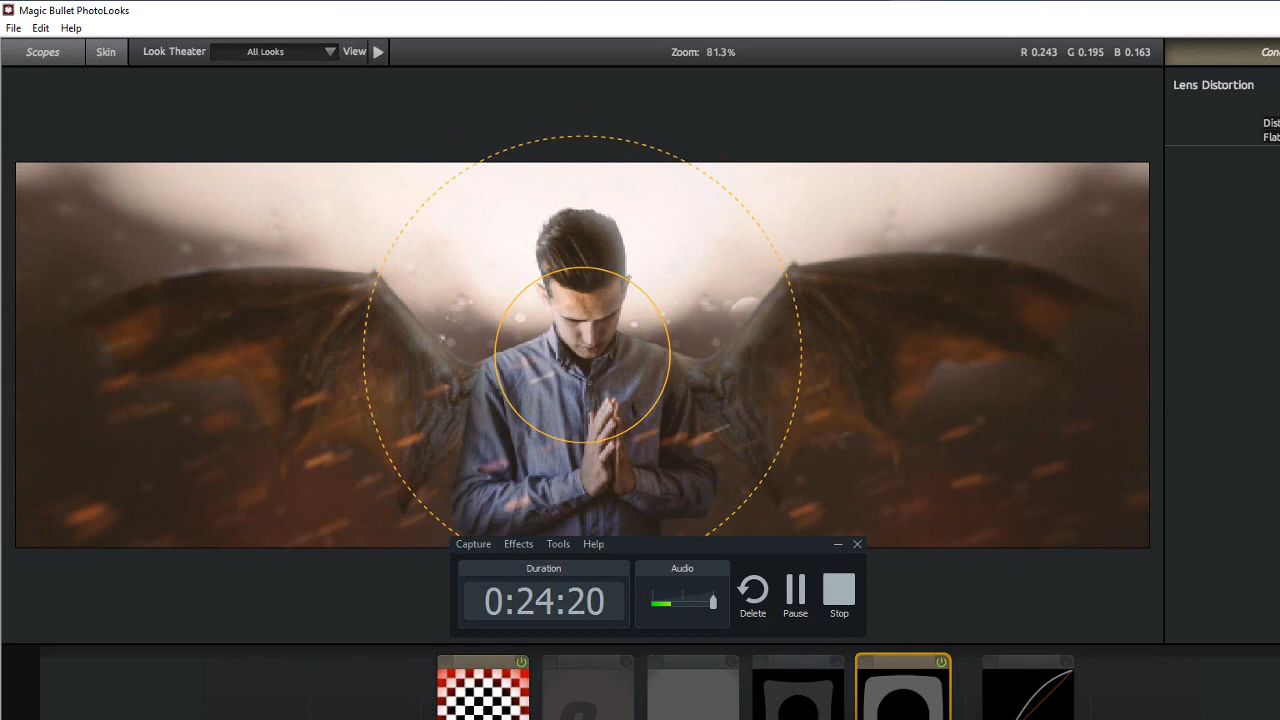 Magic Bullet PhotoLooks
File Edit Help
Scopes Skin Look Theater All Looks View Zoom: 81.3% R 0.243 G 0.195 B 0.163
Lens Distortion
Capture Effects Tools Help
Duration Audio
0:24:20
Delete Pause Stop